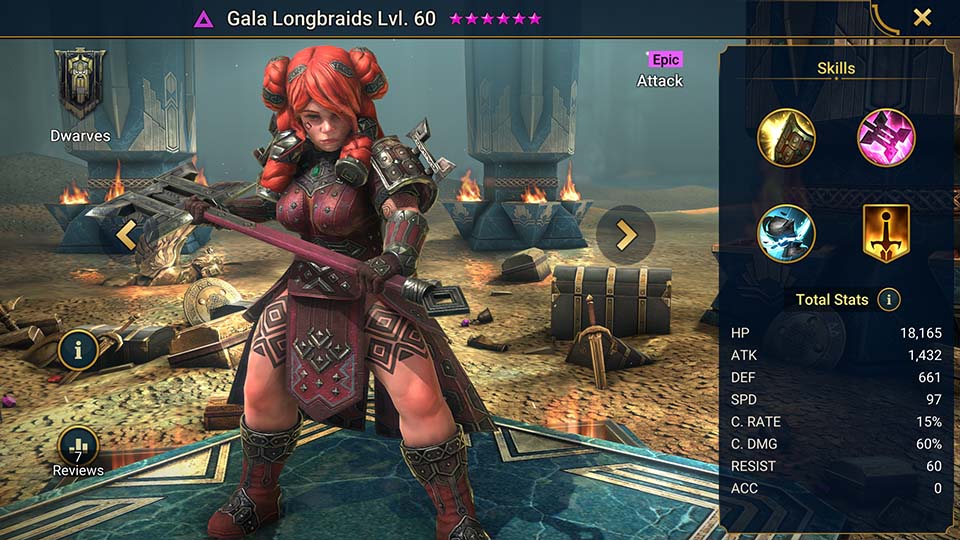 Gala Longbraids Lvl. 60
Dwarves
Epic
Attack
7
Reviews
Skills
Total Stats
HP 18,165
ATK 1,432
DEF 661
SPD 97
C. RATE 15%
C. DMG 60%
RESIST 60
ACC 0